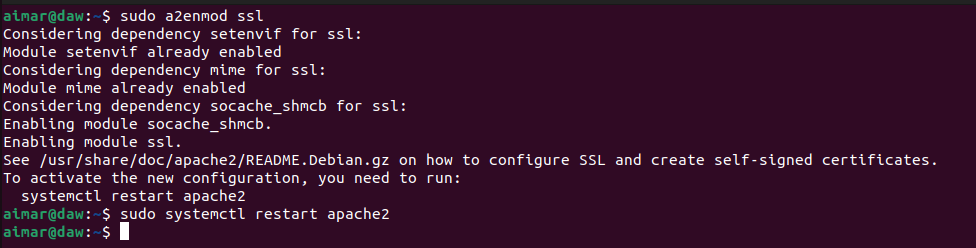 aimar@daw:~$ sudo a2enmod ssl
Considering dependency setenvif for ssl:
Module setenvif already enabled
Considering dependency mime for ssl:
Module mime already enabled
Considering dependency socache_shmcb for ssl:
Enabling module socache_shmcb.
Enabling module ssl.
See /usr/share/doc/apache2/README.Debian.gz on how to configure SSL and create self-signed certificates.
To activate the new configuration, you need to run:
  systemctl restart apache2
aimar@daw:~$ sudo systemctl restart apache2
aimar@daw:~$